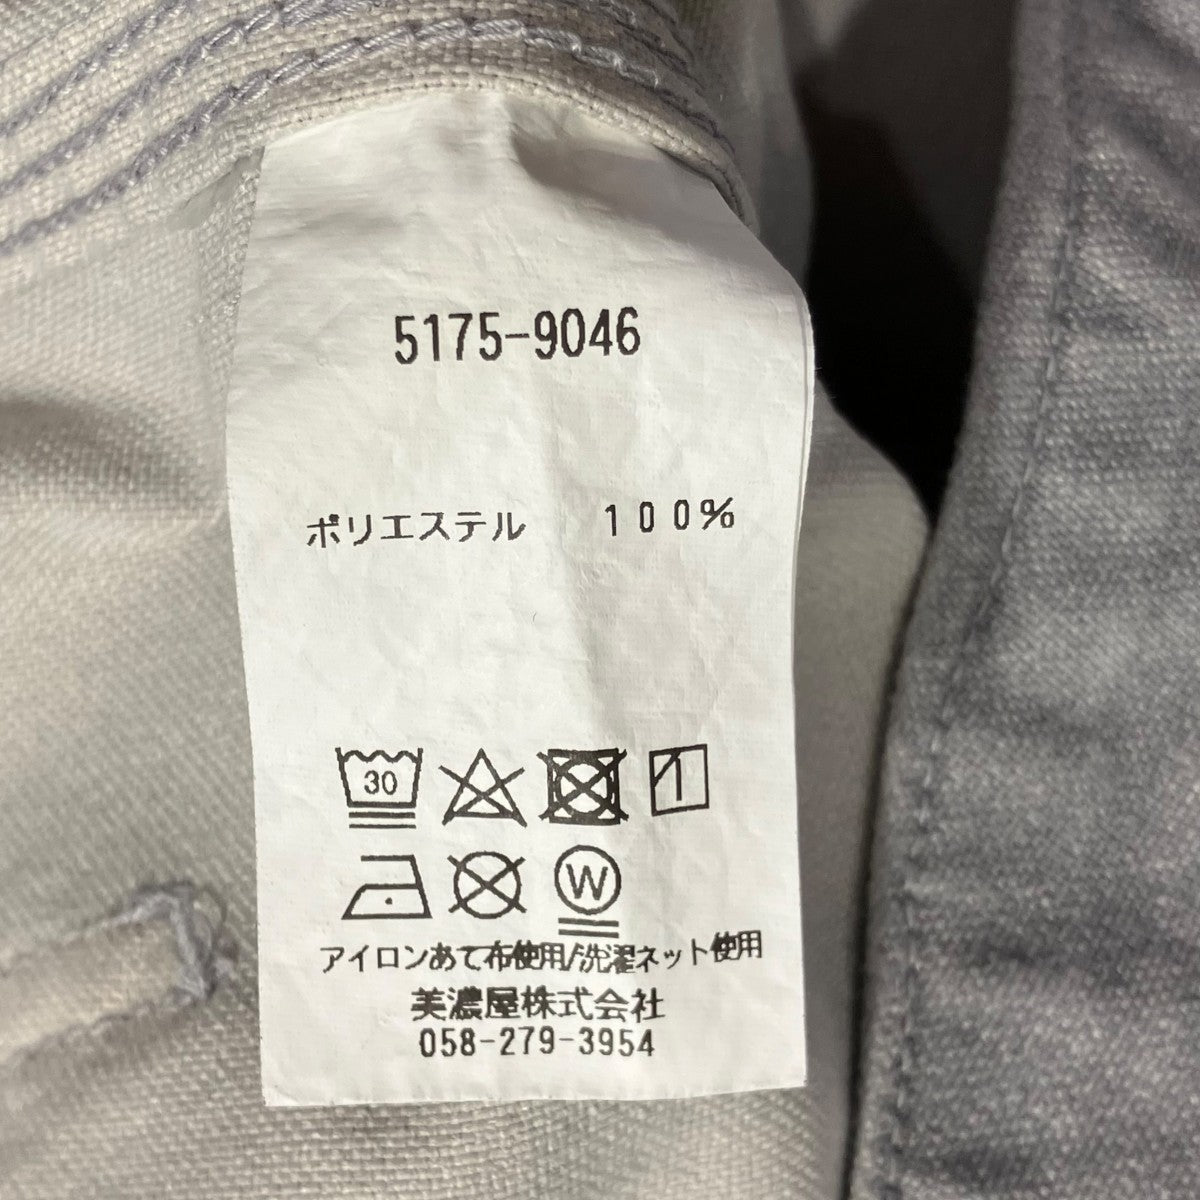 5175-9046
ポリエステル 100%
30
W
アイロンあて布使用/洗濯ネット使用
美濃屋株式会社
058-279-3954